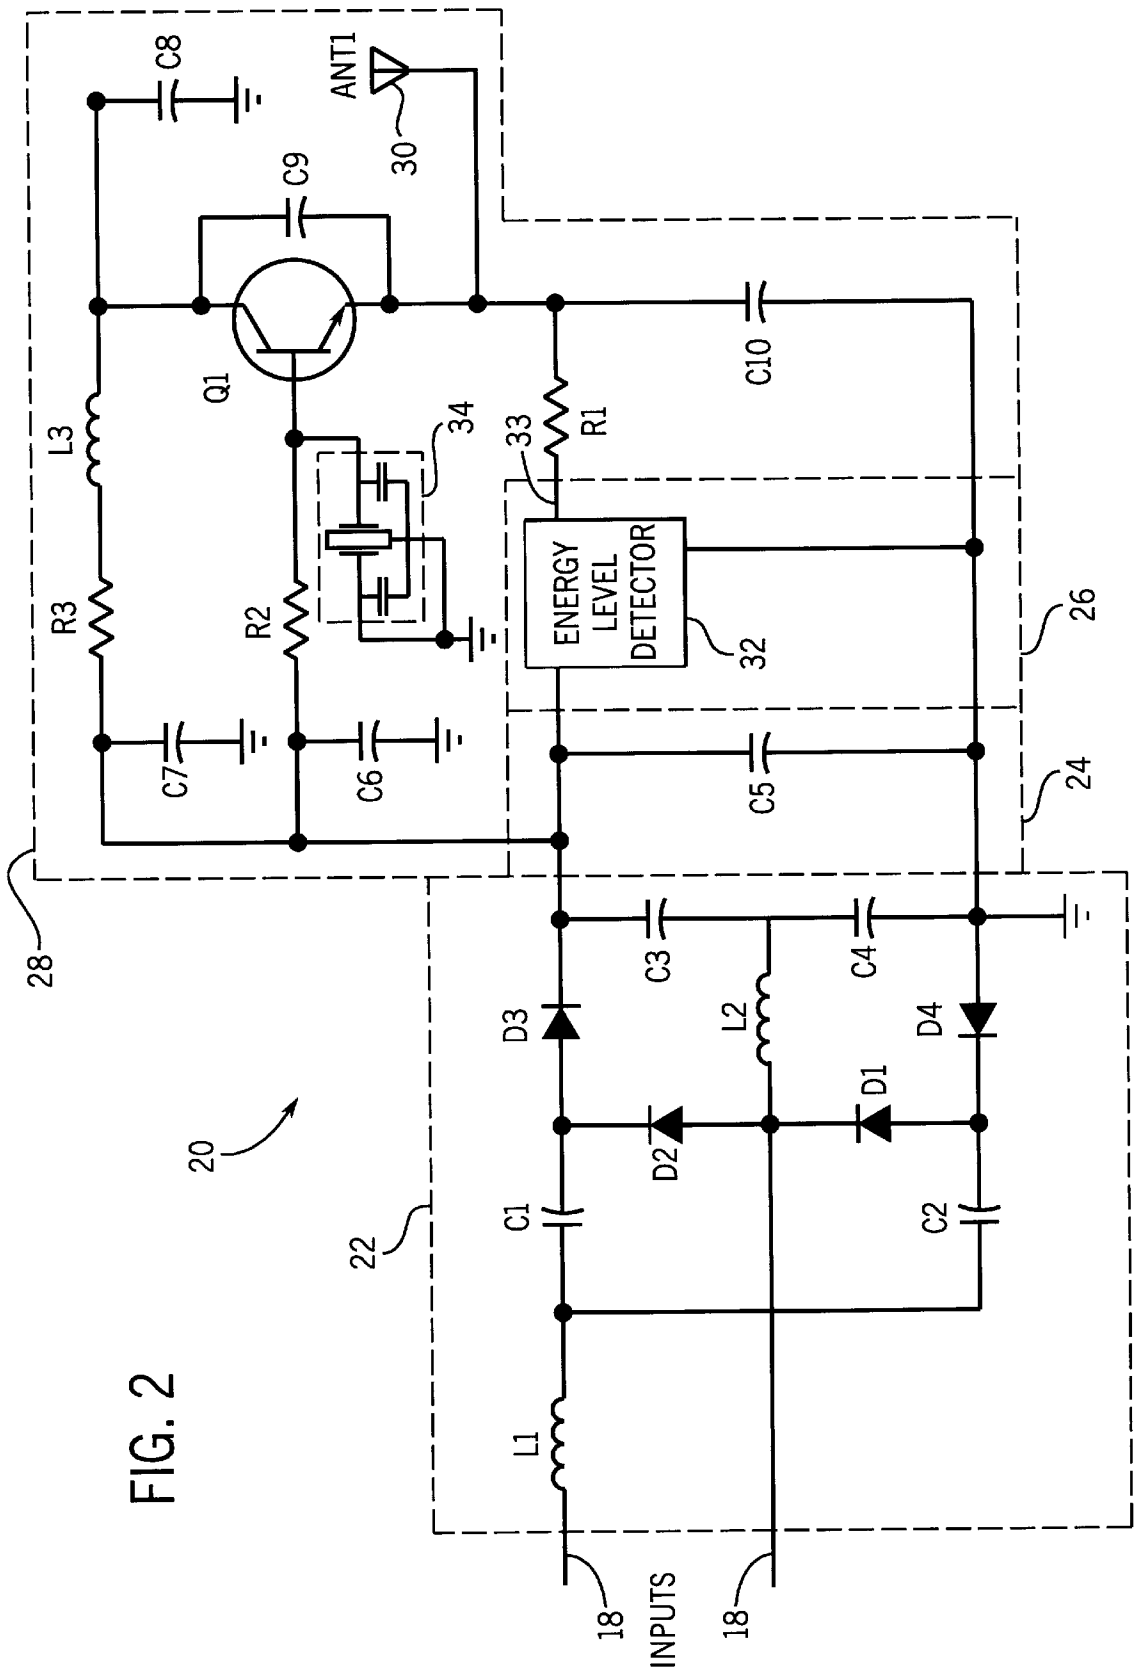 FIG. 2
20
28
R3
L3
C8
C7
R2
Q1
C9
ANT1
30
C6
34
33
R1
C10
ENERGY
LEVEL
DETECTOR
32
26
C5
24
22
L1
C1
D3
D2
C3
L2
D1
C4
C2
D4
18
INPUTS
18